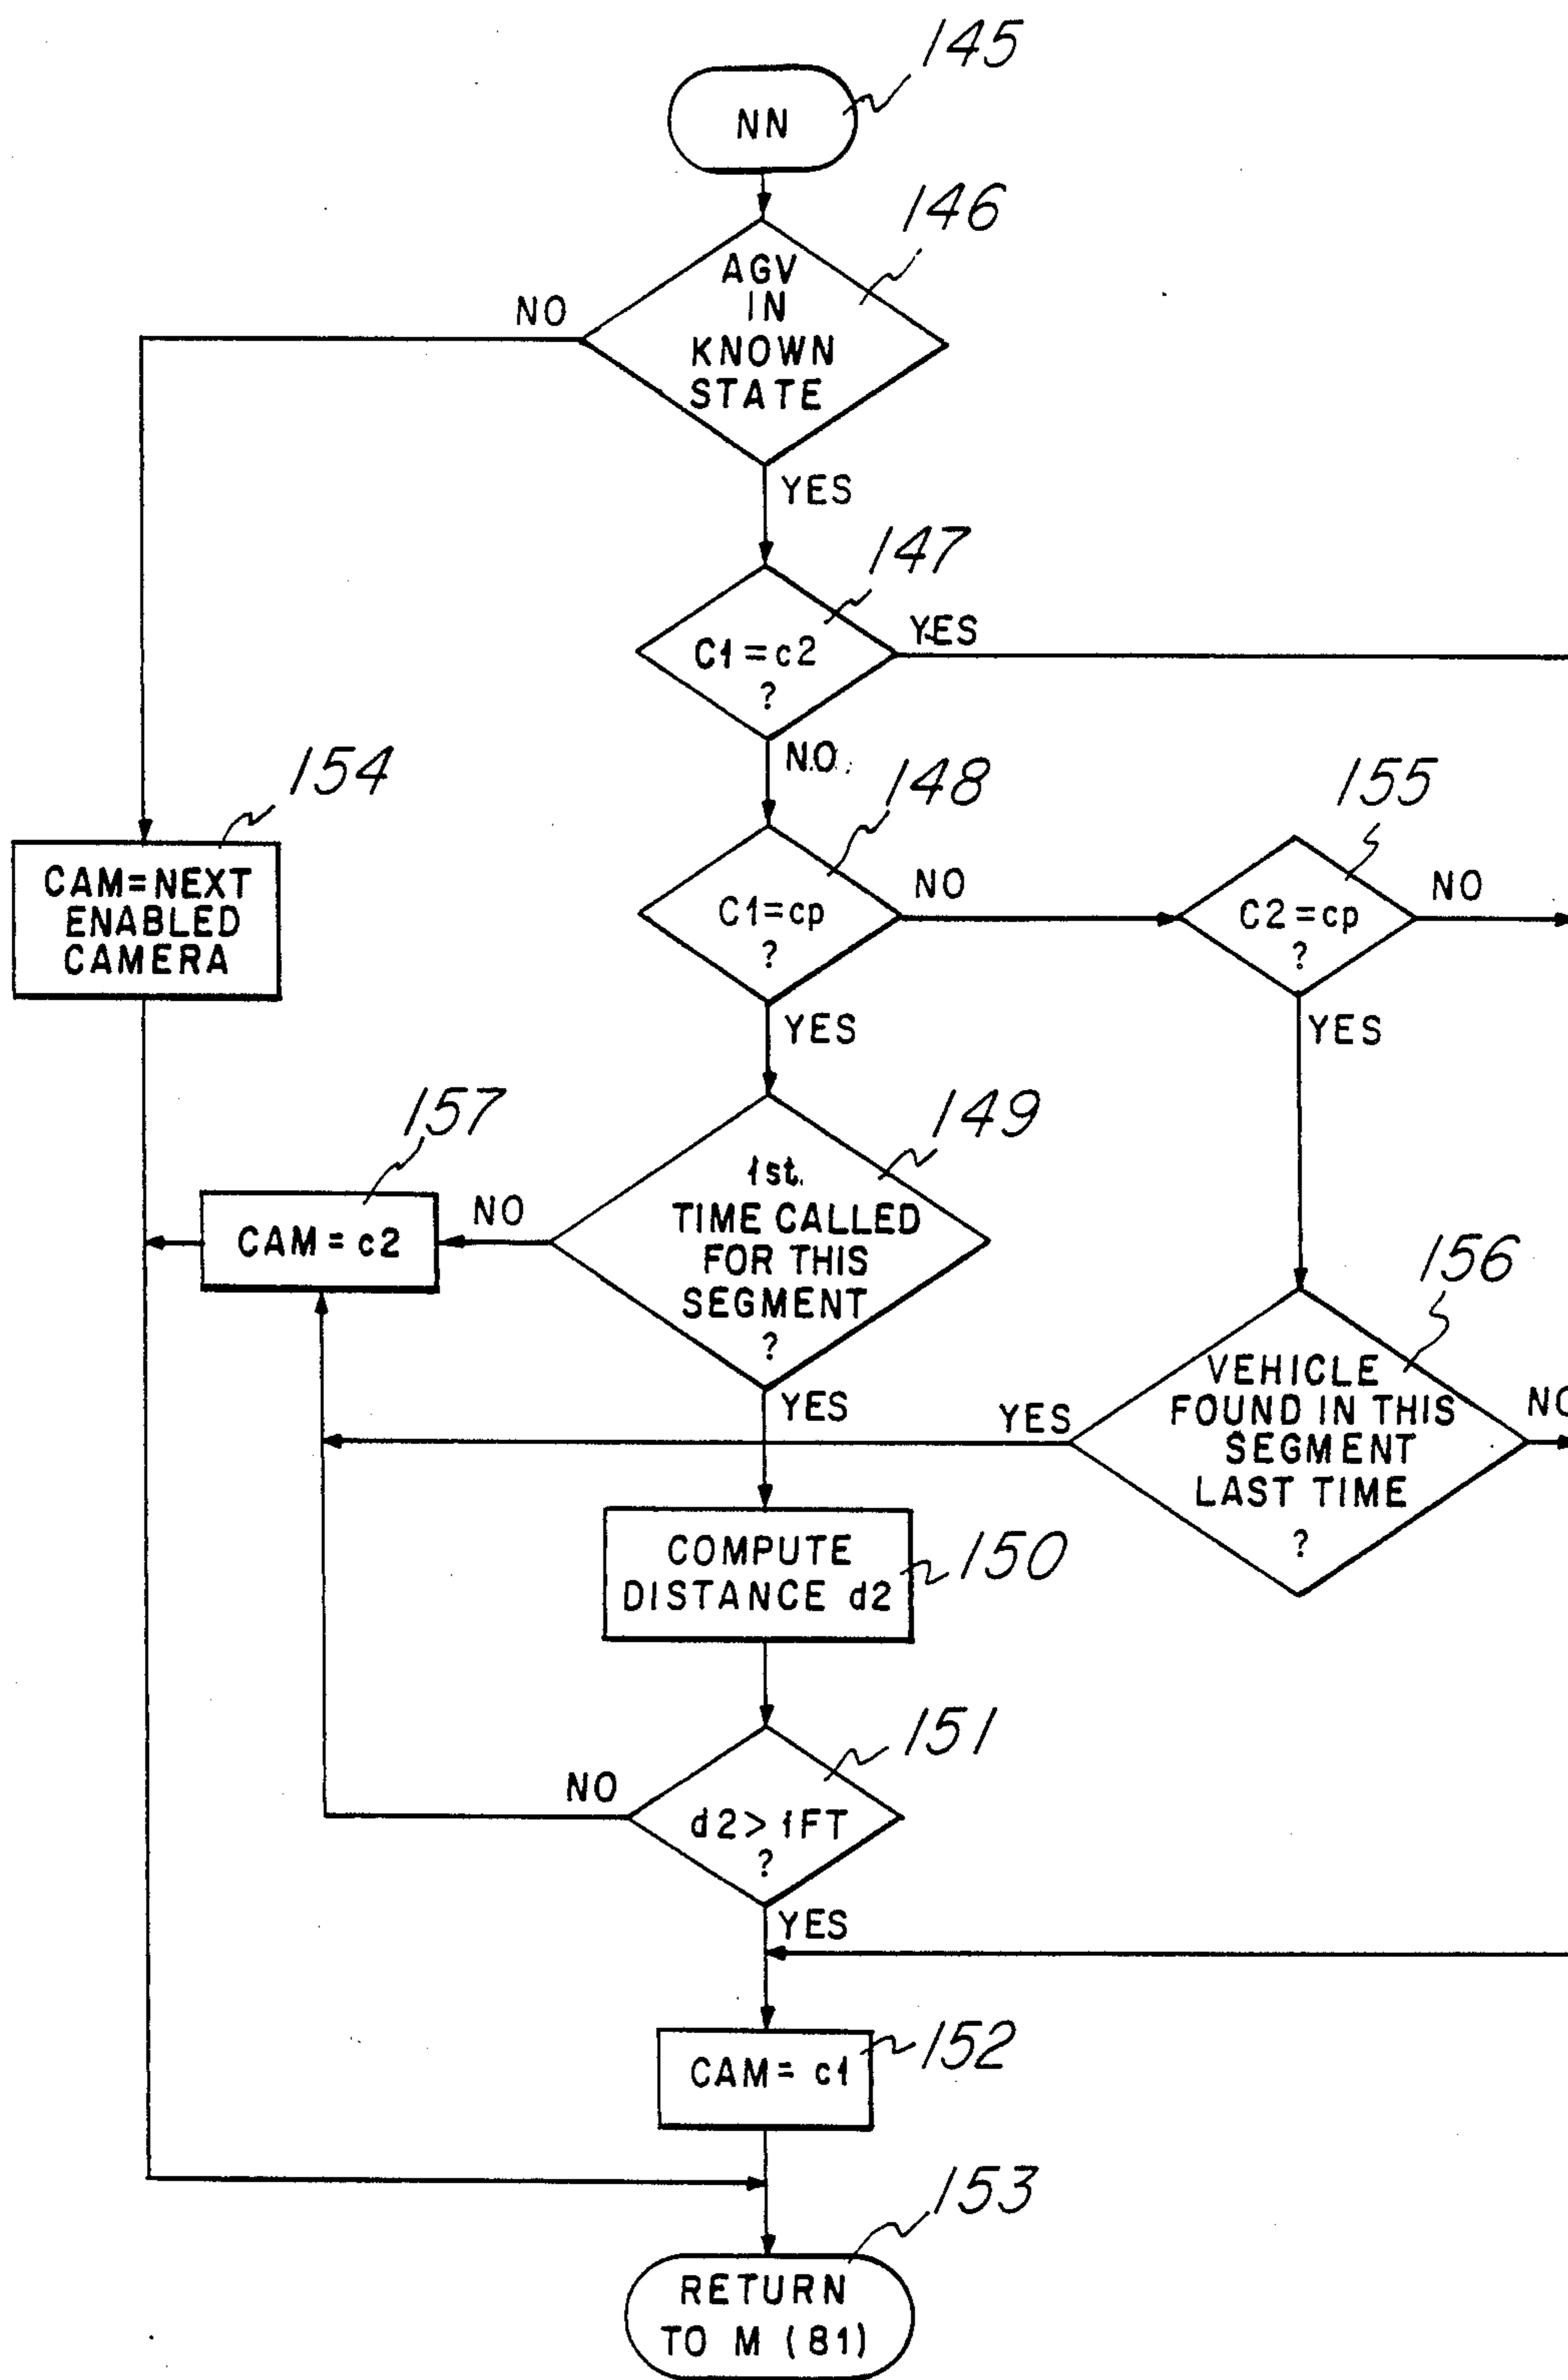 145
NN
146
AGV
IN
KNOWN
STATE
NO
YES
147
C1=c2
?
YES
NO
148
C1=cp
?
NO
YES
155
C2=cp
?
NO
YES
154
CAM=NEXT
ENABLED
CAMERA
157
CAM = c2
NO
149
1st.
TIME CALLED
FOR THIS
SEGMENT
?
YES
156
VEHICLE
FOUND IN THIS
SEGMENT
LAST TIME
?
YES
NO
150
COMPUTE
DISTANCE d2
151
d2> 1FT
?
NO
YES
152
CAM= c1
153
RETURN
TO M (81)